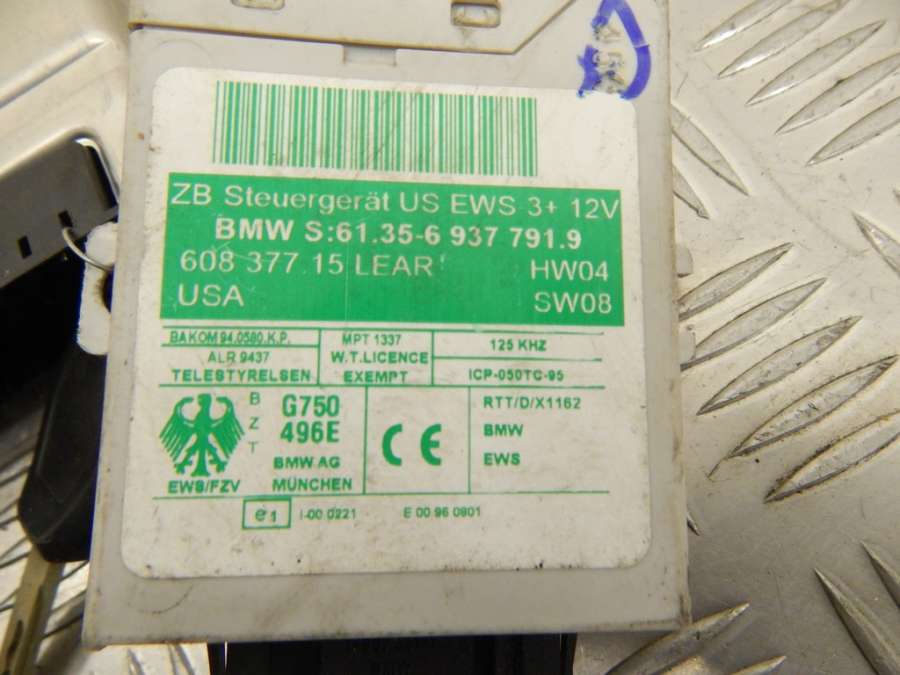 ZB Steuergerät US EWS 3+ 12V
BMW S:61.35-6 937 791.9
608 377 15 LEAR HW04
USA SW08
BAKOM 94.0580.K.P. MPT 1337 125 KHZ
ALR 9437 W.T.LICENCE
TELESTYRELSEN EXEMPT ICP-050TC-95
BZT G750 CE RTT/D/X1162
496E BMW
BMW AG EWS
EWS/FZV MÜNCHEN
e1 I-00 0221 E 00 96 0901